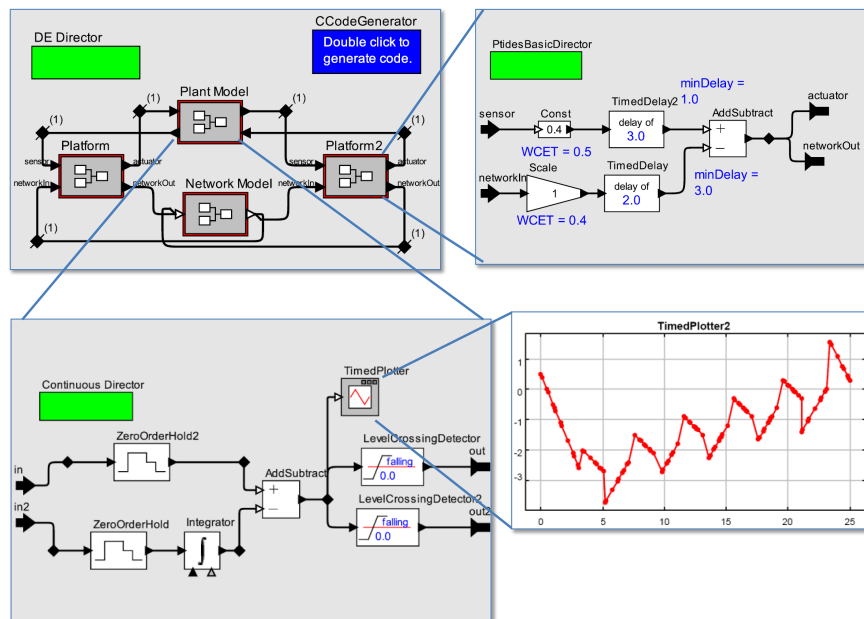 DE Director
CCodeGenerator
Double click to
generate code.
Plant Model
(1)
(1)
(1)
(1)
Platform
sensor
actuator
networkIn
networkOut
Platform2
sensor
actuator
networkIn
networkOut
Network Model
(1)
(1)
PtidesBasicDirector
sensor
Const
0.4
WCET = 0.5
TimedDelay2
delay of
3.0
minDelay =
1.0
AddSubtract
+
−
actuator
networkOut
networkIn
Scale
1
WCET = 0.4
TimedDelay
delay of
2.0
minDelay =
3.0
Continuous Director
TimedPlotter
ZeroOrderHold2
in
in2
ZeroOrderHold
Integrator
∫
AddSubtract
+
−
LevelCrossingDetector
falling
0.0
out
LevelCrossingDetector2
falling
0.0
out2
TimedPlotter2
1
0
-1
-2
-3
0
5
10
15
20
25